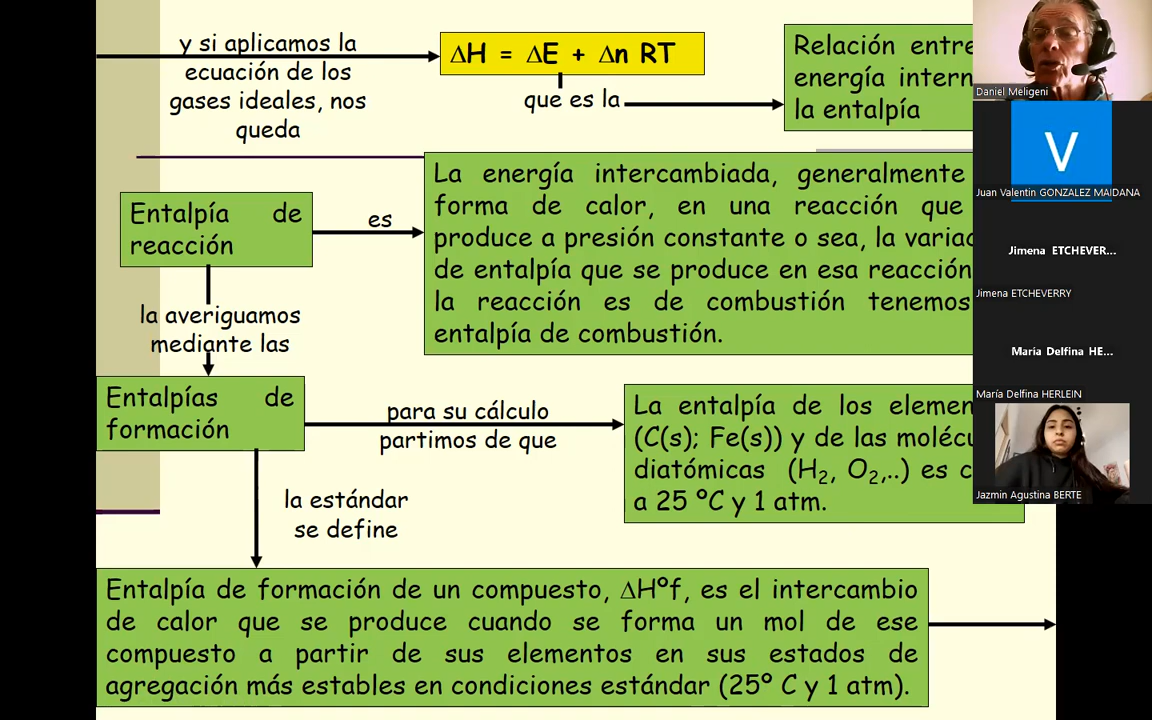 y si aplicamos la
ecuación de los
gases ideales, nos
queda
∆H = ∆E + ∆n RT
que es la
Relación entre
energía intern
la entalpía
Entalpía de
reacción
es
La energía intercambiada, generalmente
forma de calor, en una reacción que
produce a presión constante o sea, la variac
de entalpía que se produce en esa reacción
la reacción es de combustión tenemos
entalpía de combustión.
la averiguamos
mediante las
Entalpías de
formación
para su cálculo
partimos de que
La entalpía de los elemen
(C(s); Fe(s)) y de las molécu
diatómicas (H₂, O₂,..) es c
a 25 ºC y 1 atm.
la estándar
se define
Entalpía de formación de un compuesto, ∆Hºf, es el intercambio
de calor que se produce cuando se forma un mol de ese
compuesto a partir de sus elementos en sus estados de
agregación más estables en condiciones estándar (25º C y 1 atm).
Daniel Meligeni
V
Juan Valentin GONZALEZ MAIDANA
Jimena ETCHEVER...
Jimena ETCHEVERRY
María Delfina HE...
María Delfina HERLEIN
Jazmin Agustina BERTE